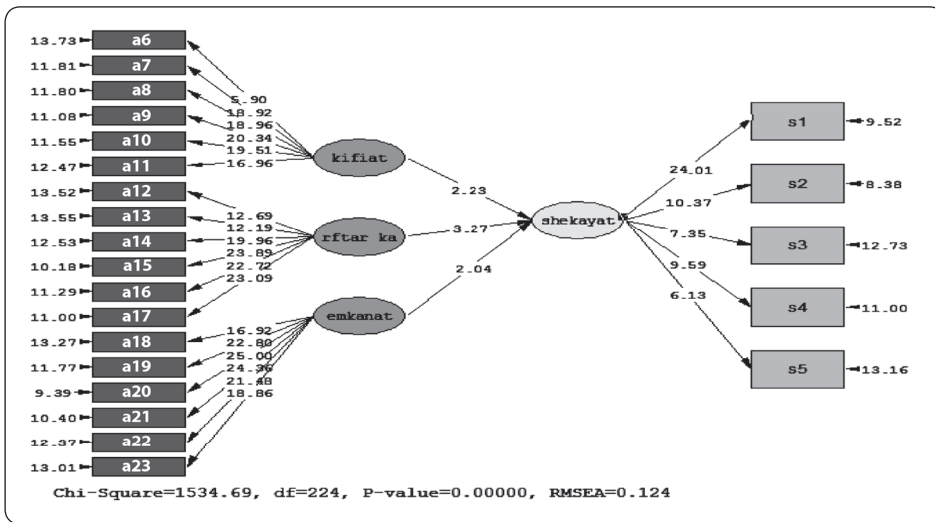 13.73 a6
11.81 a7
11.80 a8
11.08 a9
11.55 a10
12.47 a11
13.52 a12
13.55 a13
12.53 a14
10.18 a15
11.29 a16
11.00 a17
13.27 a18
11.77 a19
9.39 a20
10.40 a21
12.37 a22
13.01 a23
5.90
18.92
18.96
20.34
19.51
16.96
12.69
12.19
19.96
23.89
22.72
23.09
16.92
22.80
25.00
24.36
21.48
18.86
kifiat
rftar ka
emkanat
2.23
3.27
2.04
shekayat
24.01
10.37
7.35
9.59
6.13
s1 9.52
s2 8.38
s3 12.73
s4 11.00
s5 13.16
Chi-Square=1534.69, df=224, P-value=0.00000, RMSEA=0.124